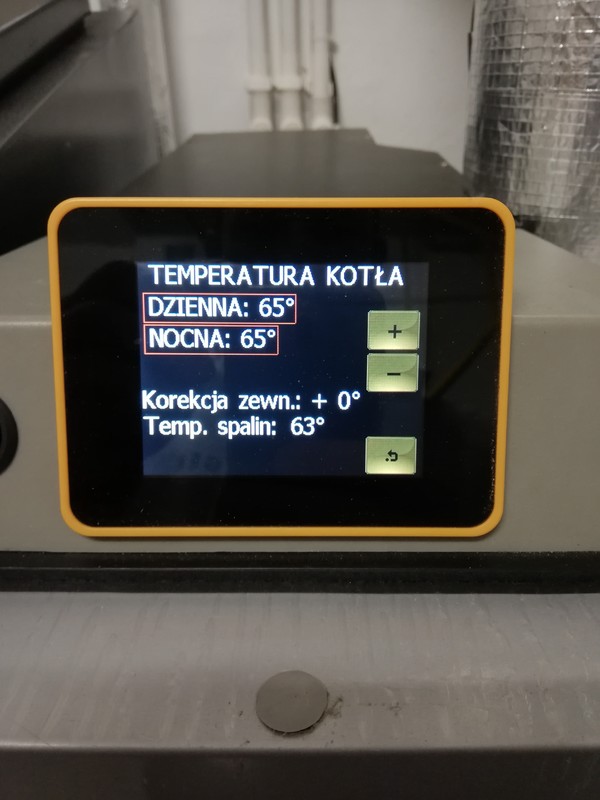 TEMPERATURA KOTŁA
DZIENNA: 65°
NOCNA: 65°
+
−
Korekcja zewn.: + 0°
Temp. spalin: 63°